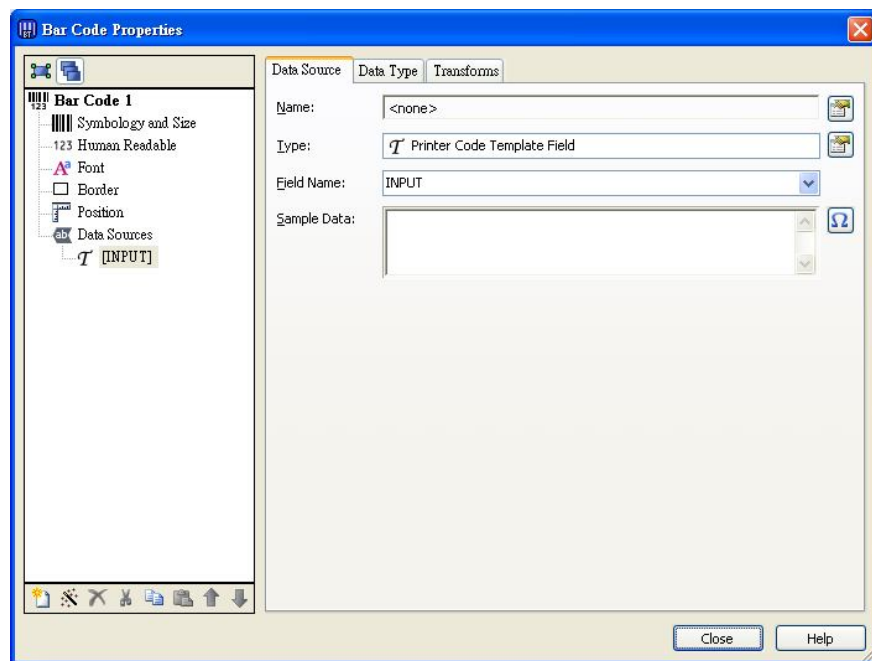 Bar Code Properties
Bar Code 1
Symbology and Size
123 Human Readable
Font
Border
Position
Data Sources
[INPUT]
Data Source Data Type Transforms
Name: <none>
Type: T Printer Code Template Field
Field Name: INPUT
Sample Data:
Close Help